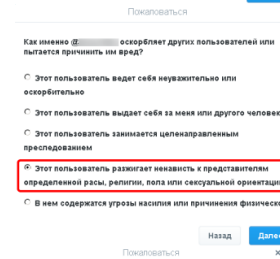 Пожаловаться
Как именно @ оскорбляет других пользователей или
пытается причинить им вред?
Этот пользователь ведет себя неуважительно или
оскорбительно
Этот пользователь выдает себя за меня или другого человек
Этот пользователь занимается целенаправленным
преследованием
Этот пользователь разжигает ненависть к представителям
определенной расы, религии, пола или сексуальной ориентаци
В нем содержатся угрозы насилия или причинения физическо
Назад Дале
Пожаловаться ×